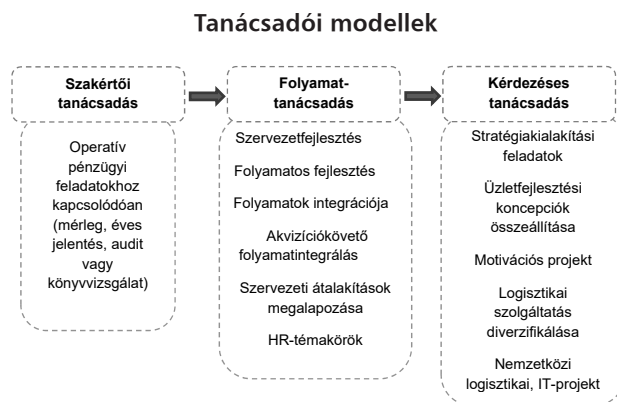 Tanácsadói modellek
Szakértői
tanácsadás
Operatív
pénzügyi
feladatokhoz
kapcsolódóan
(mérleg, éves
jelentés, audit
vagy
könyvvizsgálat)
Folyamat-
tanácsadás
Szervezetfejlesztés
Folyamatos fejlesztés
Folyamatok integrációja
Akvizíciókövető
folyamatintegrálás
Szervezeti átalakítások
megalapozása
HR-témakörök
Kérdezéses
tanácsadás
Stratégiakialakítási
feladatok
Üzletfejlesztési
koncepciók
összeállítása
Motivációs projekt
Logisztikai
szolgáltatás
diverzifikálása
Nemzetközi
logisztikai, IT-projekt